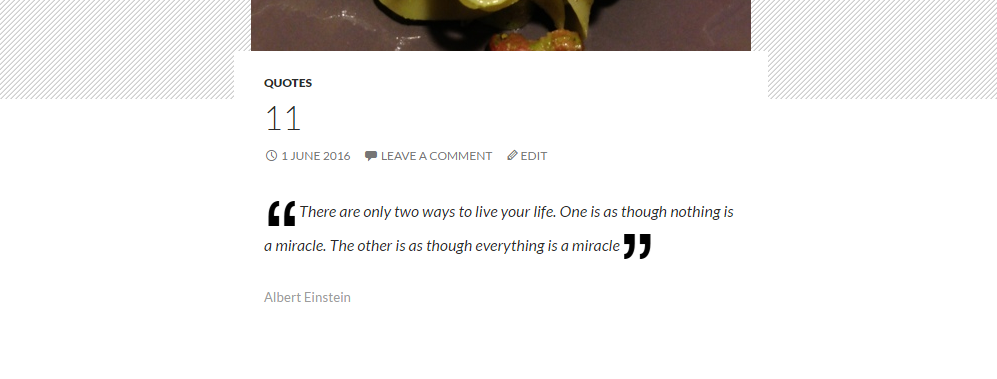 QUOTES
11
1 JUNE 2016 LEAVE A COMMENT EDIT
“There are only two ways to live your life. One is as though nothing is
a miracle. The other is as though everything is a miracle”
Albert Einstein